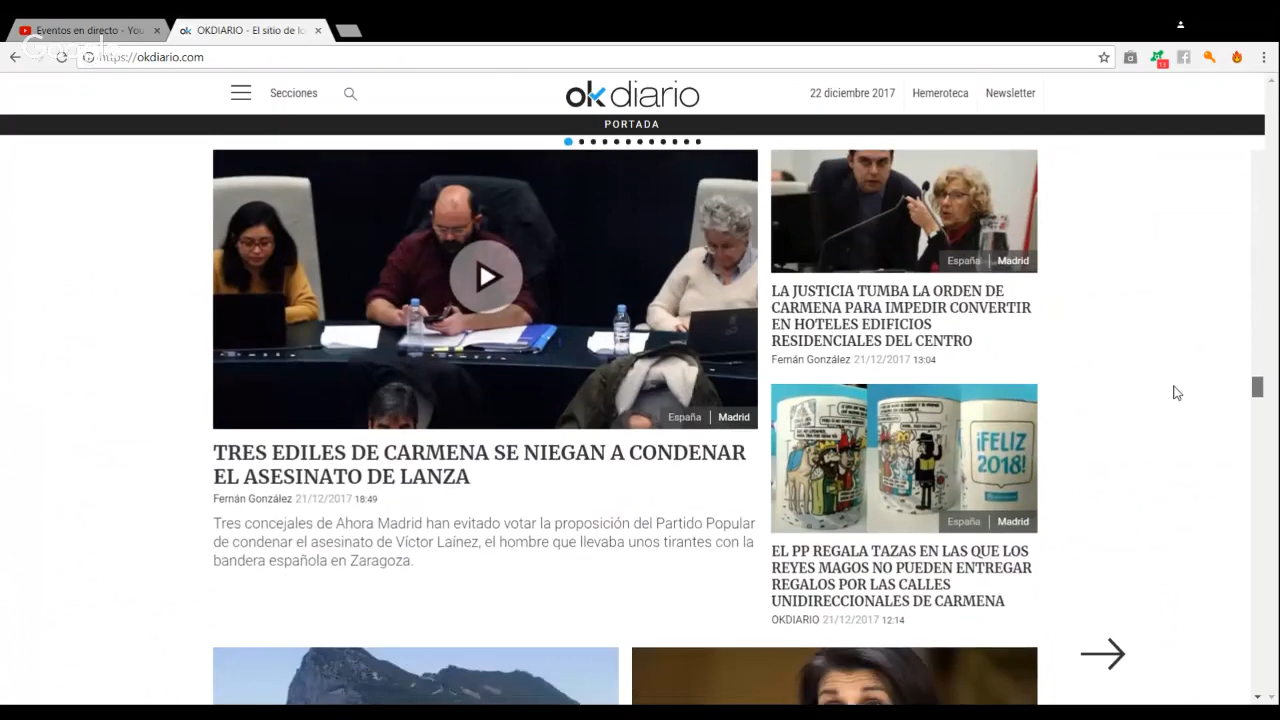 Eventos en directo - You
OKDIARIO - El sitio de lo
Google
https://okdiario.com
13
Secciones
okdiario
22 diciembre 2017
Hemeroteca
Newsletter
PORTADA
España | Madrid
TRES EDILES DE CARMENA SE NIEGAN A CONDENAR
EL ASESINATO DE LANZA
Fernán González 21/12/2017 18:49
Tres concejales de Ahora Madrid han evitado votar la proposición del Partido Popular
de condenar el asesinato de Víctor Laínez, el hombre que llevaba unos tirantes con la
bandera española en Zaragoza.
España | Madrid
LA JUSTICIA TUMBA LA ORDEN DE
CARMENA PARA IMPEDIR CONVERTIR
EN HOTELES EDIFICIOS
RESIDENCIALES DEL CENTRO
Fernán González 21/12/2017 13:04
¡FELIZ
2018!
España | Madrid
EL PP REGALA TAZAS EN LAS QUE LOS
REYES MAGOS NO PUEDEN ENTREGAR
REGALOS POR LAS CALLES
UNIDIRECCIONALES DE CARMENA
OKDIARIO 21/12/2017 12:14